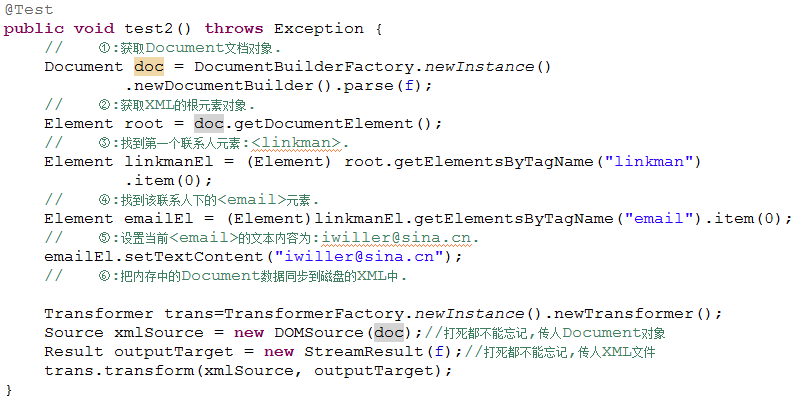 @Test
public void test2() throws Exception {
// ①:获取Document文档对象.
Document doc = DocumentBuilderFactory.newInstance()
.newDocumentBuilder().parse(f);
// ②:获取XML的根元素对象.
Element root = doc.getDocumentElement();
// ③:找到第一个联系人元素:<linkman>.
Element linkmanEl = (Element) root.getElementsByTagName("linkman")
.item(0);
// ④:找到该联系人下的<email>元素.
Element emailEl = (Element)linkmanEl.getElementsByTagName("email").item(0);
// ⑤:设置当前<email>的文本内容为:iwiller@sina.cn.
emailEl.setTextContent("iwiller@sina.cn");
// ⑥:把内存中的Document数据同步到磁盘的XML中.
Transformer trans=TransformerFactory.newInstance().newTransformer();
Source xmlSource = new DOMSource(doc);//打死都不能忘记,传人Document对象
Result outputTarget = new StreamResult(f);//打死都不能忘记,传人XML文件
trans.transform(xmlSource, outputTarget);
}